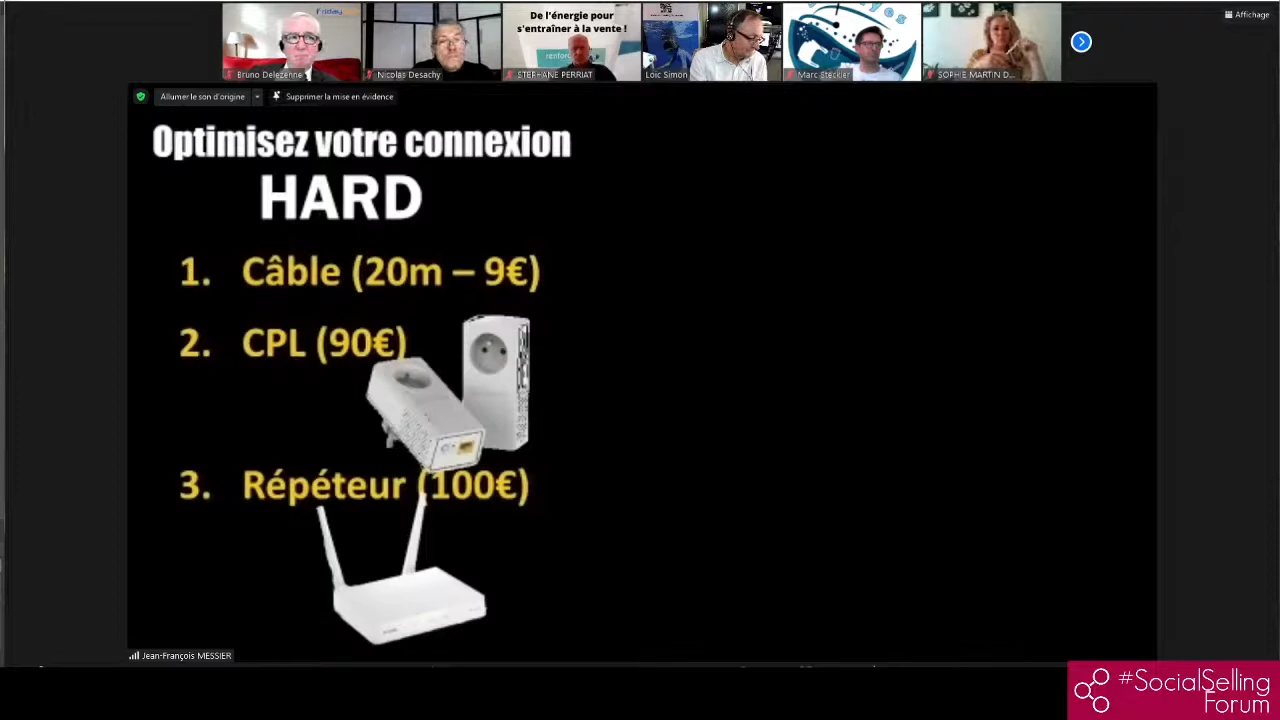 De l'énergie pour
s'entraîner à la vente !
Affichage
Bruno Delezenne
Nicolas Desachy
STEPHANE PERRIAT
Loic Simon
Marc Steckler
SOPHIE MARTIN D...
Allumer le son d'origine
Supprimer la mise en évidence
Optimisez votre connexion
HARD
1. Câble (20m – 9€)
2. CPL (90€)
3. Répéteur (100€)
Jean-François MESSIER
#SocialSelling
Forum